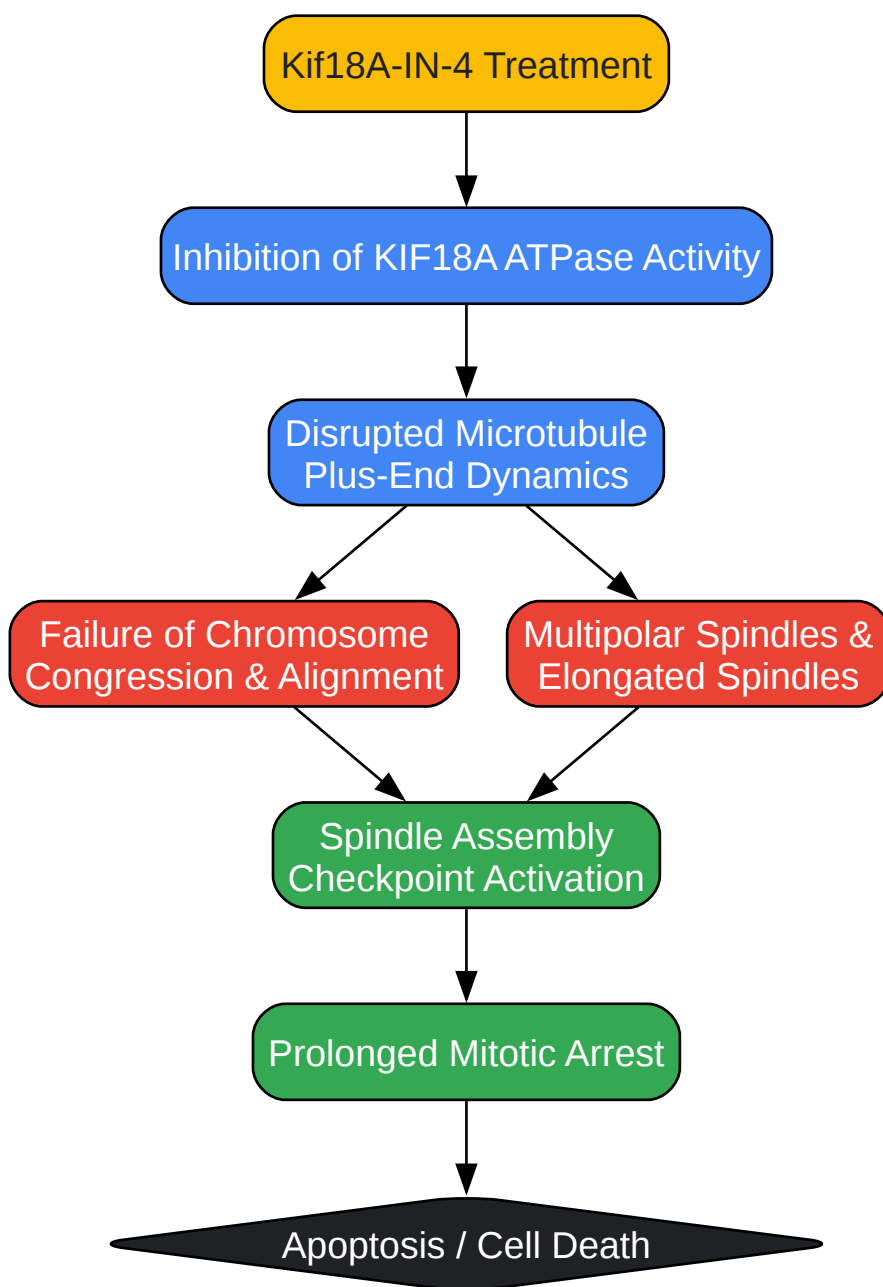 Kif18A-IN-4 Treatment
Inhibition of KIF18A ATPase Activity
Disrupted Microtubule
Plus-End Dynamics
Failure of Chromosome
Congression & Alignment
Multipolar Spindles &
Elongated Spindles
Spindle Assembly
Checkpoint Activation
Prolonged Mitotic Arrest
Apoptosis / Cell Death